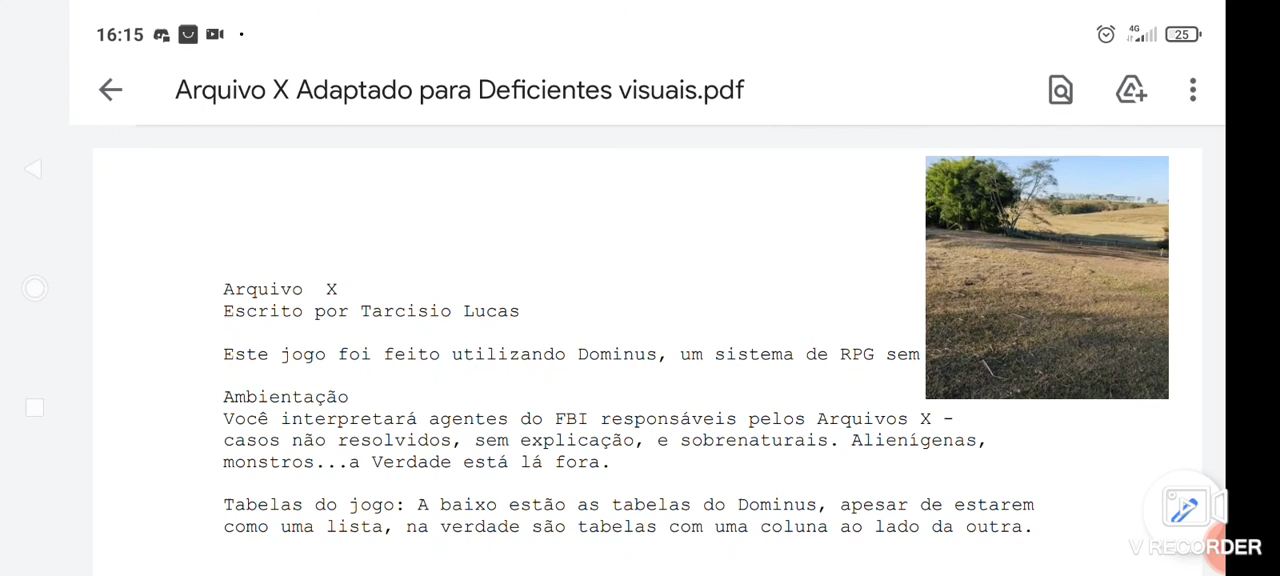 16:15
4G
25
Arquivo X Adaptado para Deficientes visuais.pdf
Arquivo X
Escrito por Tarcisio Lucas
Este jogo foi feito utilizando Dominus, um sistema de RPG sem
Ambientação
Você interpretará agentes do FBI responsáveis pelos Arquivos X -
casos não resolvidos, sem explicação, e sobrenaturais. Alienígenas,
monstros...a Verdade está lá fora.
Tabelas do jogo: A baixo estão as tabelas do Dominus, apesar de estarem
como uma lista, na verdade são tabelas com uma coluna ao lado da outra.
V RECORDER